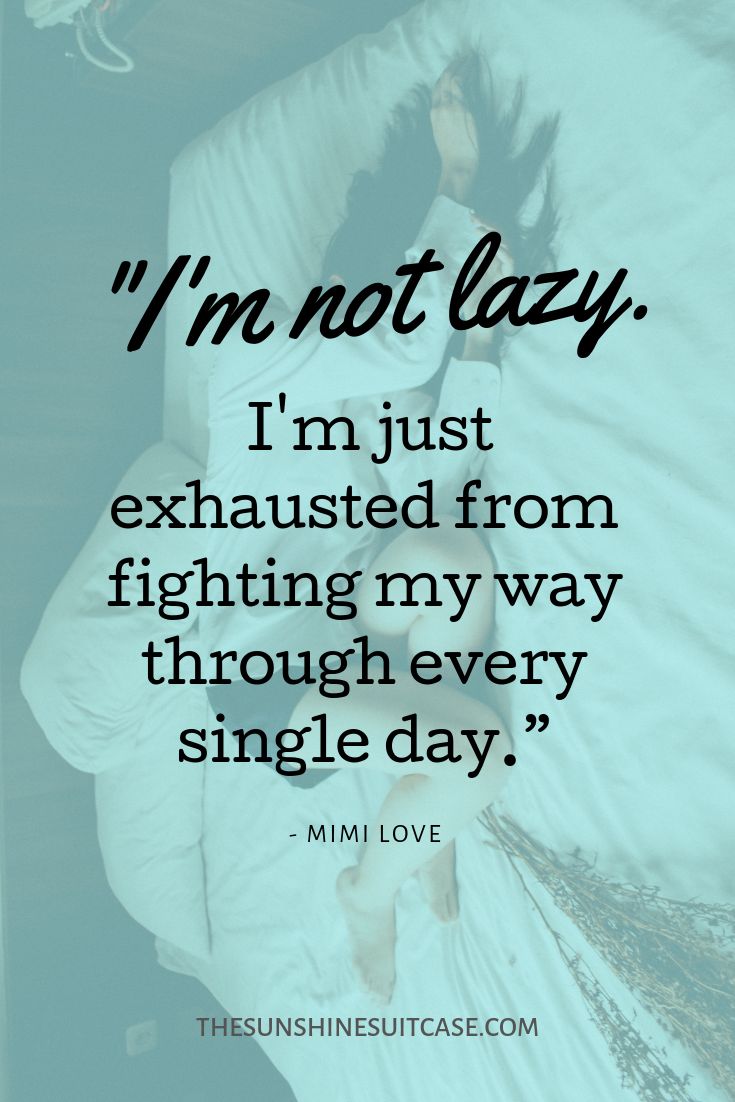 "I'm not lazy.
I'm just
exhausted from
fighting my way
through every
single day.”
- MIMI LOVE
THESUNSHINESUITCASE.COM